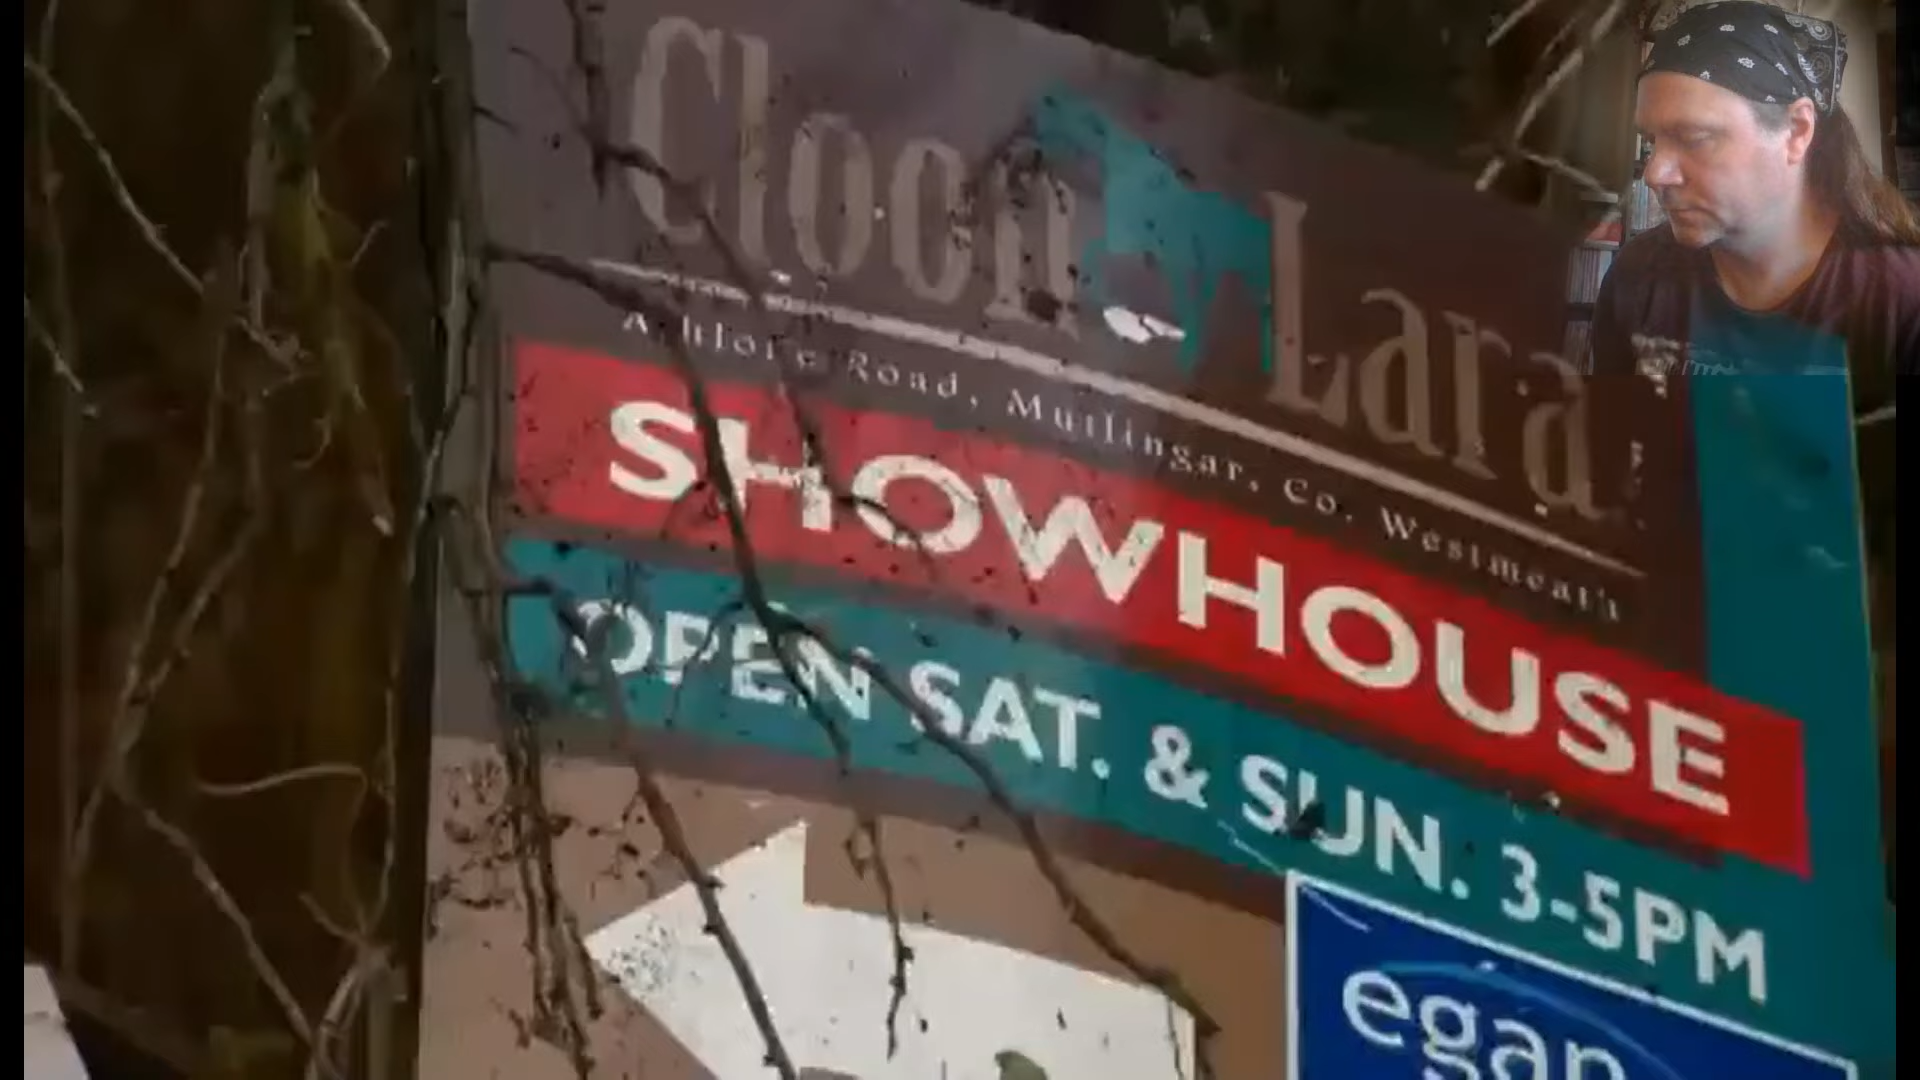 Cloon Lara
Road, Mullingar, Co. Westmeath
SHOWHOUSE
OPEN SAT. & SUN. 3-5PM
egan